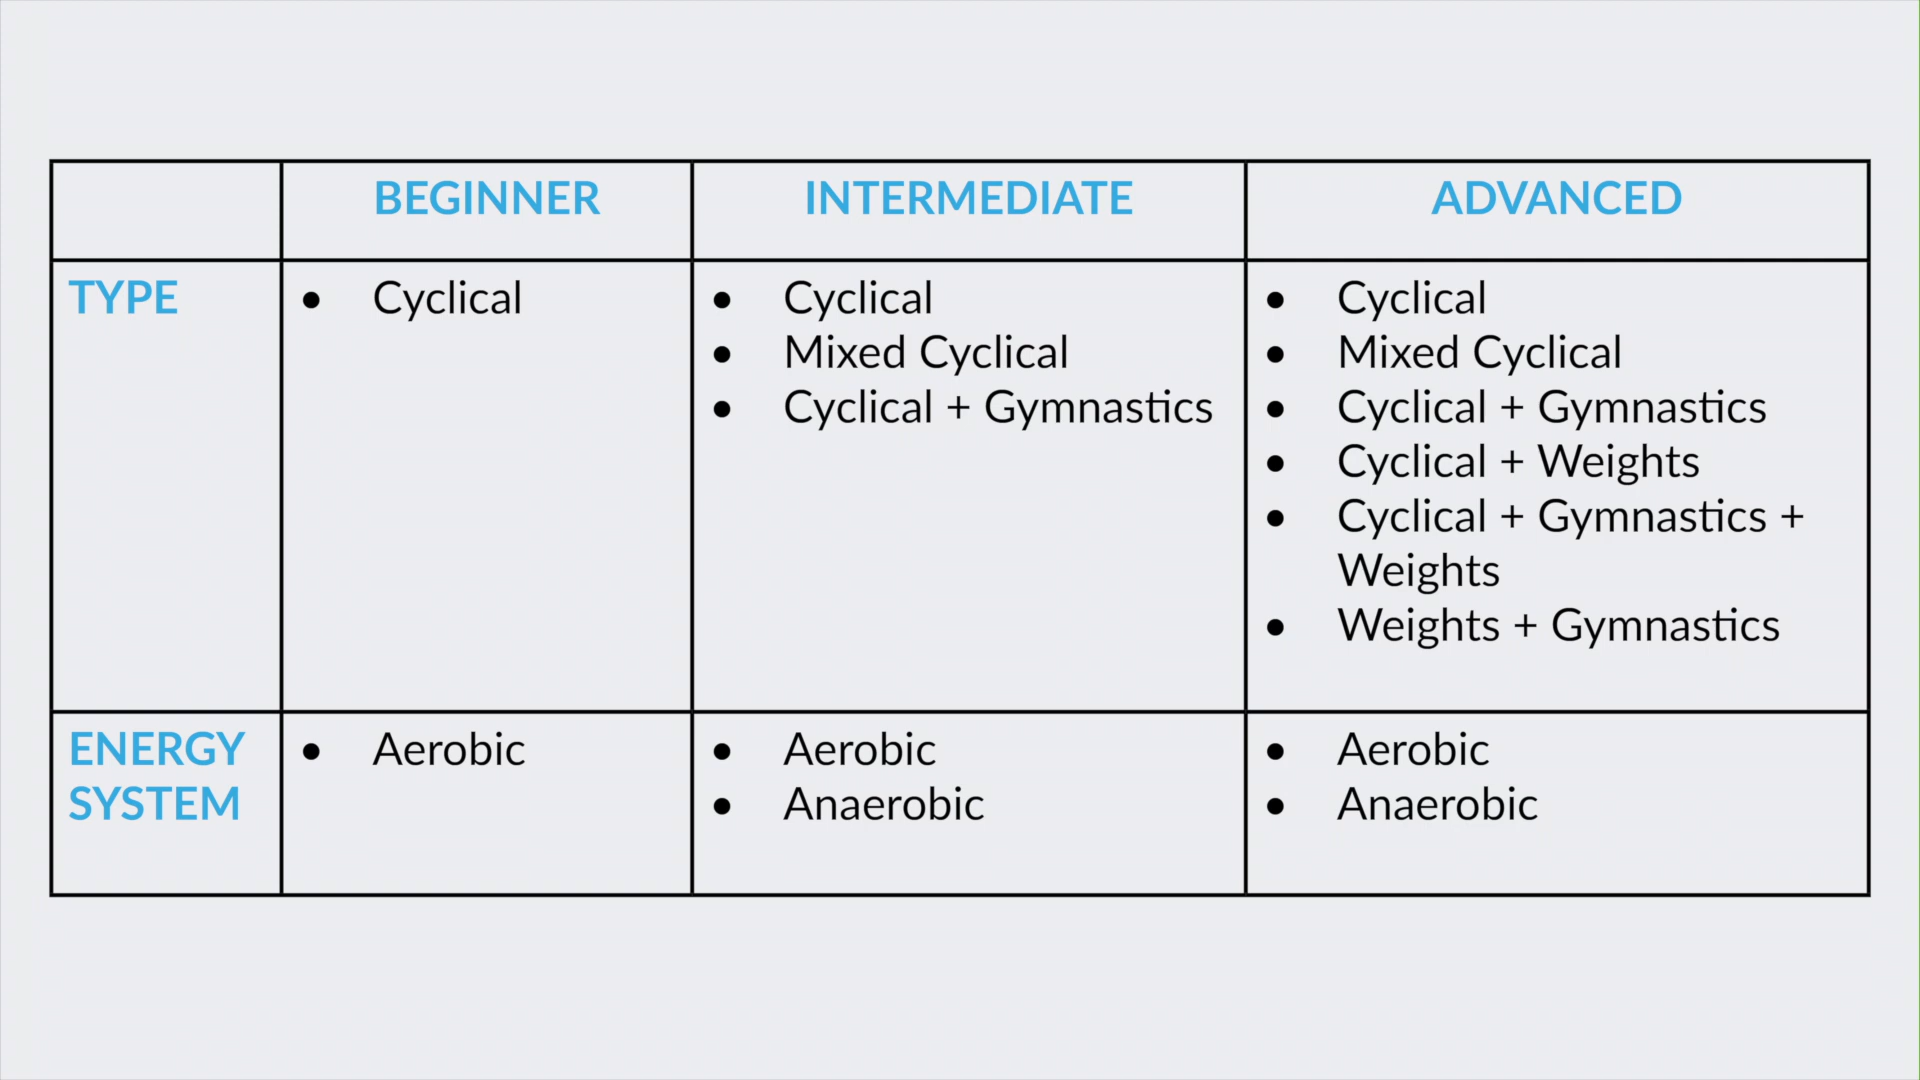 BEGINNER INTERMEDIATE ADVANCED
TYPE
• Cyclical
• Cyclical
• Mixed Cyclical
• Cyclical + Gymnastics
• Cyclical
• Mixed Cyclical
• Cyclical + Gymnastics
• Cyclical + Weights
• Cyclical + Gymnastics +
Weights
• Weights + Gymnastics
ENERGY
SYSTEM
• Aerobic
• Aerobic
• Anaerobic
• Aerobic
• Anaerobic